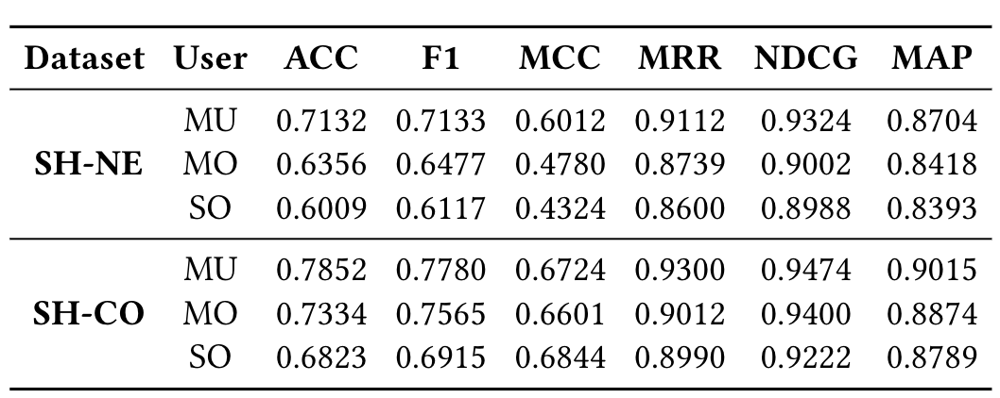 Dataset User ACC F1 MCC MRR NDCG MAP
MU 0.7132 0.7133 0.6012 0.9112 0.9324 0.8704
SH-NE MO 0.6356 0.6477 0.4780 0.8739 0.9002 0.8418
SO 0.6009 0.6117 0.4324 0.8600 0.8988 0.8393
MU 0.7852 0.7780 0.6724 0.9300 0.9474 0.9015
SH-CO MO 0.7334 0.7565 0.6601 0.9012 0.9400 0.8874
SO 0.6823 0.6915 0.6844 0.8990 0.9222 0.8789